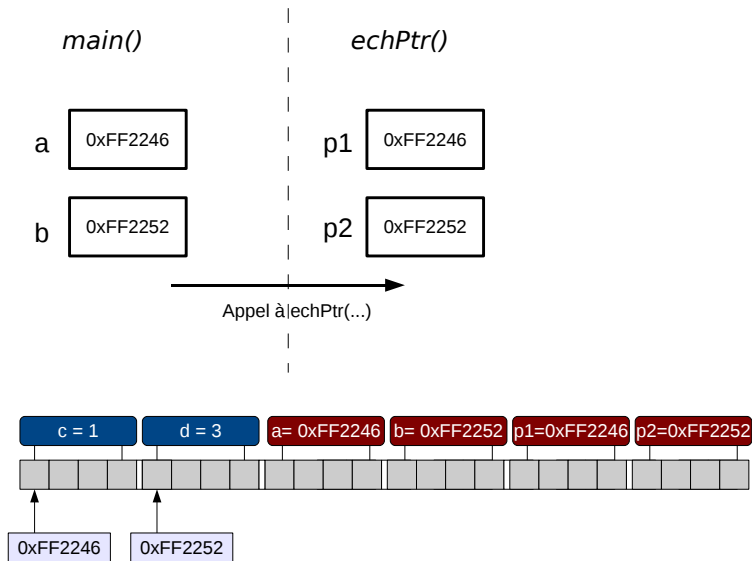 main()
echPtr()
a
0xFF2246
p1
0xFF2246
b
0xFF2252
p2
0xFF2252
Appel à echPtr(...)
c = 1
d = 3
a= 0xFF2246
b= 0xFF2252
p1=0xFF2246
p2=0xFF2252
0xFF2246
0xFF2252